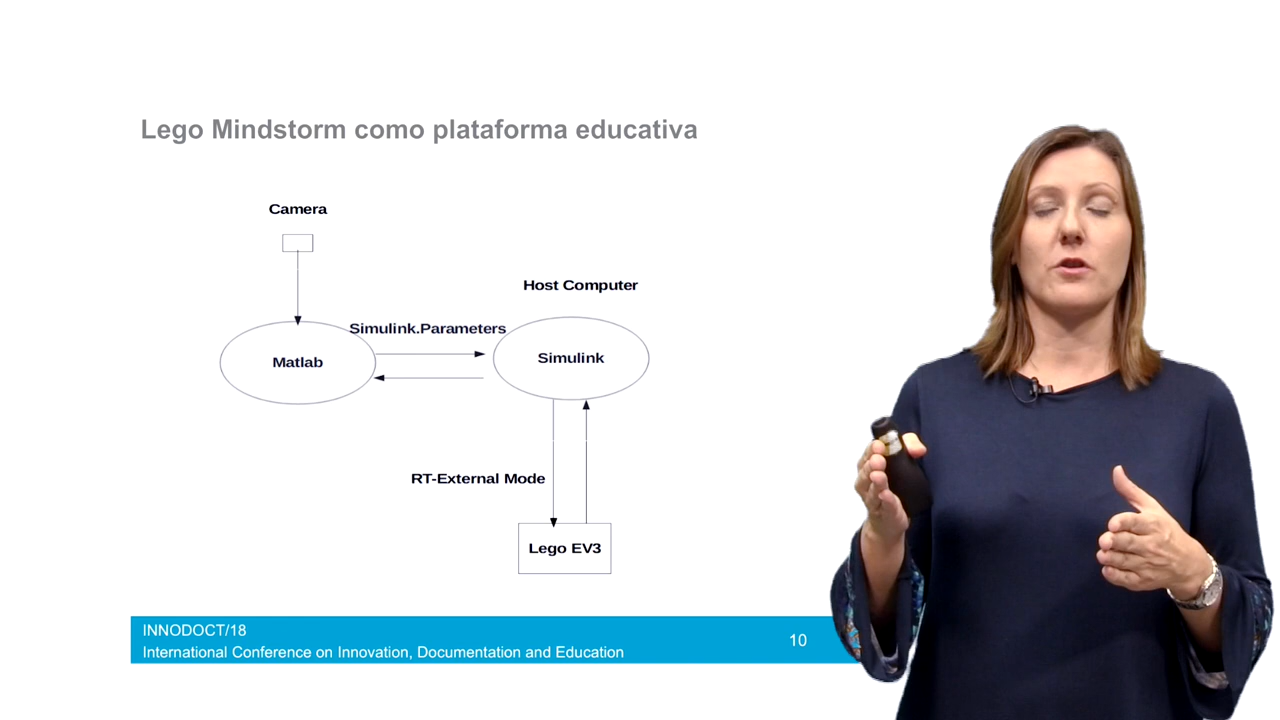 Lego Mindstorm como plataforma educativa
Camera
Host Computer
Simulink.Parameters
Matlab
Simulink
RT-External Mode
Lego EV3
INNODOCT/18
International Conference on Innovation, Documentation and Education
10